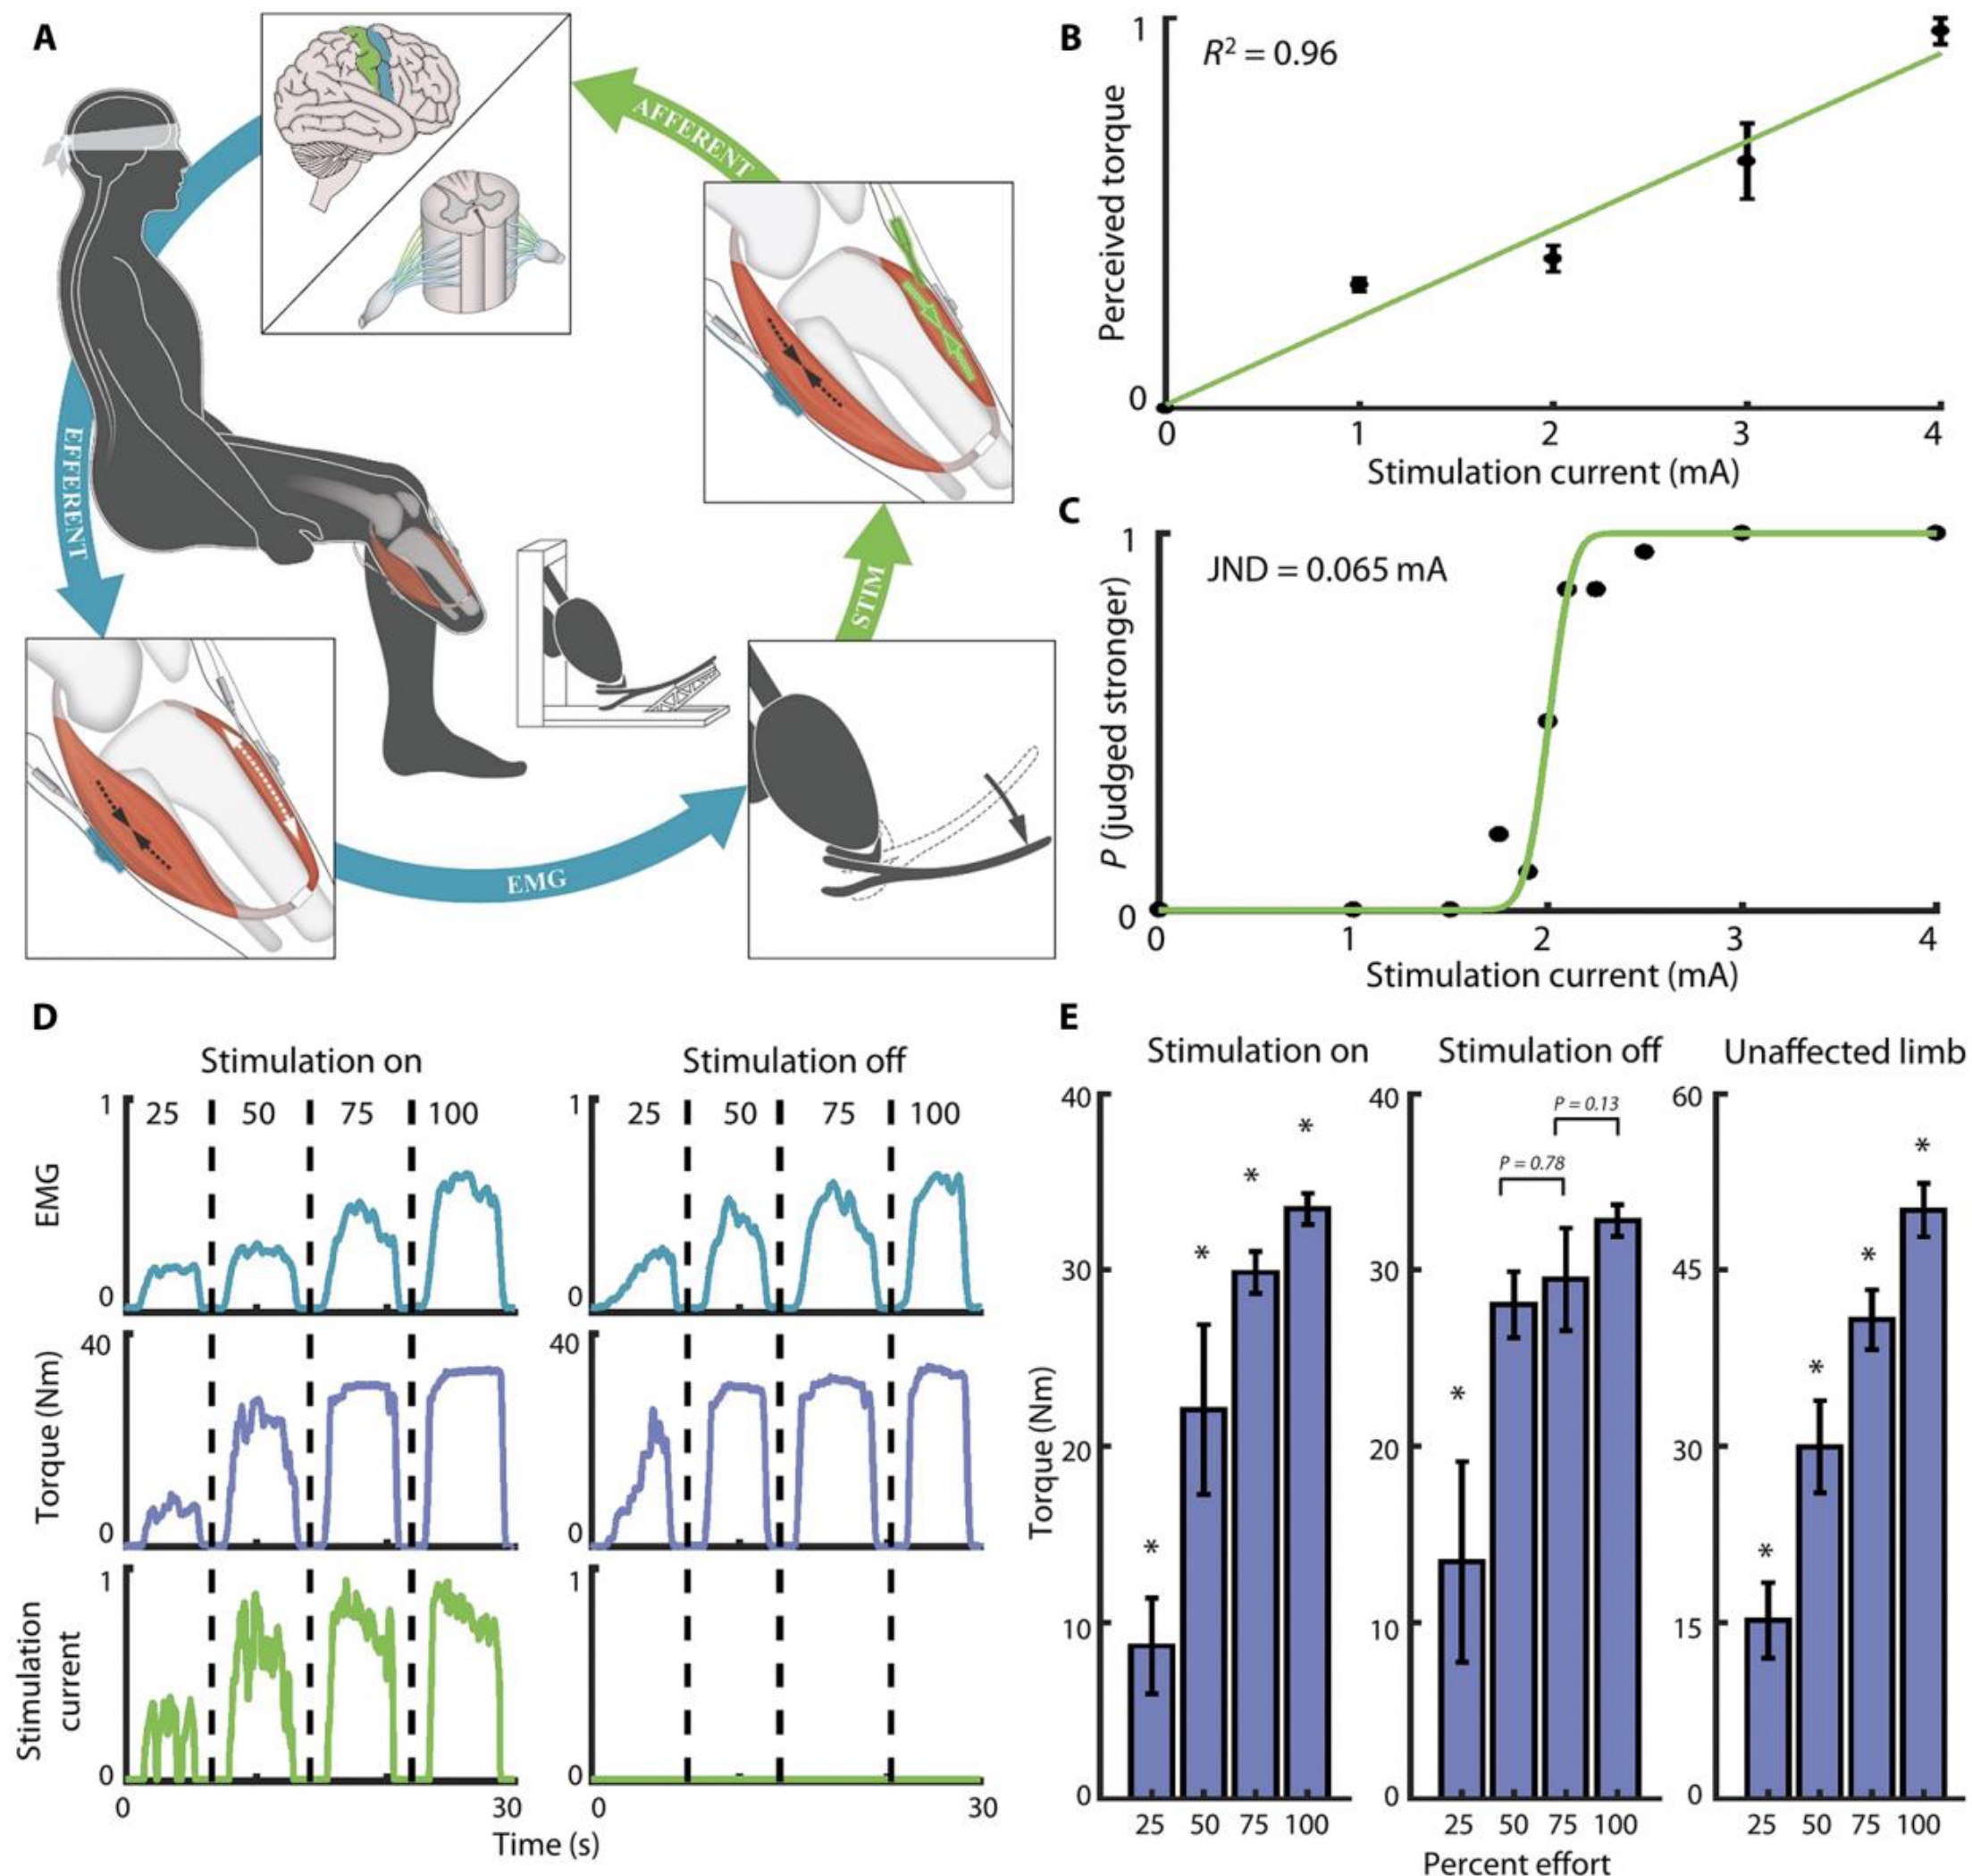 A
AFFERENT
EFFERENT
STIM
EMG
B
R² = 0.96
Perceived torque
1
0
0 1 2 3 4
Stimulation current (mA)
C
JND = 0.065 mA
P (judged stronger)
1
0
0 1 2 3 4
Stimulation current (mA)
D
Stimulation on
Stimulation off
EMG
1
25 50 75 100
0
1
25 50 75 100
0
Torque (Nm)
40
0
40
0
Stimulation
current
1
0
1
0
0 30
0 30
Time (s)
E
Stimulation on
Stimulation off
Unaffected limb
Torque (Nm)
40
30
20
10
0
* * * *
25 50 75 100
40
30
20
10
0
P = 0.13
P = 0.78
*
25 50 75 100
60
45
30
15
0
* * * *
25 50 75 100
Percent effort